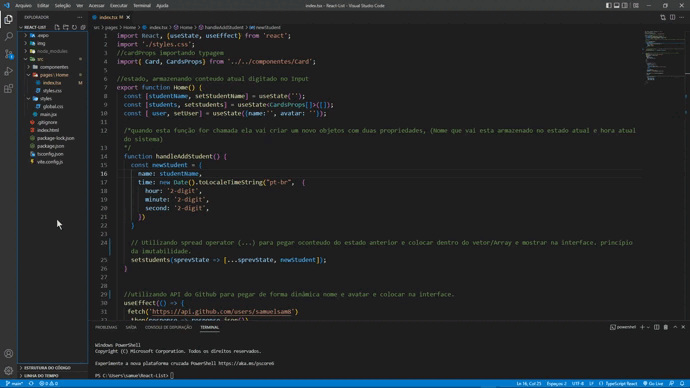 Arquivo Editar Seleção Ver Acessar Executar Terminal Ajuda
index.tsx - React-List - Visual Studio Code
EXPLORADOR
REACT-LIST
.expo
img
node_modules
src
componentes
pages \ Home
index.tsx M
styles.css
styles
global.css
main.jsx
.gitignore
index.html
package-lock.json
package.json
tsconfig.json
vite.config.js
ESTRUTURA DO CÓDIGO
LINHA DO TEMPO
index.tsx M
src > pages > Home > index.tsx > Home > handleAddStudent > newStudent
1 import React, {useState, useEffect} from 'react';
2 import './styles.css';
3 //cardProps importando typagem
4 import{ Card, CardsProps} from '../../componentes/Card';
5
6 //estado, armazenando conteúdo atual digitado no input
7 export function Home() {
8 const [studentName, setStudentName] = useState('');
9 const [students, setstudents] = useState<CardsProps[]>([]);
10 const [ user, setUser] = useState({name:'', avatar: ''});
11
12 /*quando esta função for chamada ela vai criar um novo objetos com duas propriedades, (Nome que vai esta armazenado no estado atual e hora atual
do sistema)
13 */
14 function handleAddStudent() {
15 const newStudent = {
16 name: studentName,
17 time: new Date().toLocaleTimeString("pt-br", {
18 hour: '2-digit',
19 minute: '2-digit',
20 second: '2-digit',
21 })
22 }
23
24 // Utilizando spread operator (...) para pegar oconteudo do estado anterior e colocar dentro do vetor/Array e mostrar na interface. principio
da imutabilidade.
25 setstudents(sprevState => [...sprevState, newStudent]);
26 }
27
28
29 //utilizando API do Github para pegar de forma dinâmica nome e avatar e colocar na interface.
30 useEffect(() => {
31 fetch('https://api.github.com/users/samuelsam8')
32 .then(response => response.json())
PROBLEMAS SAÍDA CONSOLE DE DEPURAÇÃO TERMINAL
powershell
Windows PowerShell
Copyright (C) Microsoft Corporation. Todos os direitos reservados.
Experimente a nova plataforma cruzada PowerShell https://aka.ms/pscore6
PS C:\Users\samue\React-List>
main* 0 0
Ln 16, Col 25 Espaços: 2 UTF-8 LF TypeScript React Go Live